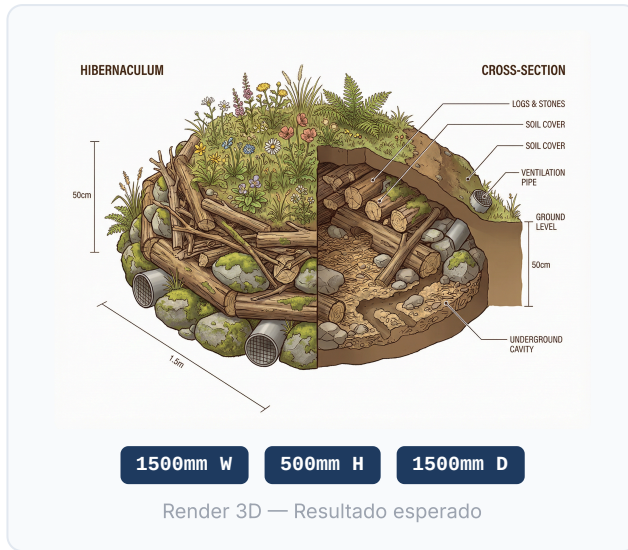 HIBERNACULUM
CROSS-SECTION
LOGS & STONES
SOIL COVER
SOIL COVER
VENTILATION
PIPE
50cm
GROUND
LEVEL
50cm
UNDERGROUND
CAVITY
1.5m
1500mm W
500mm H
1500mm D
Render 3D — Resultado esperado